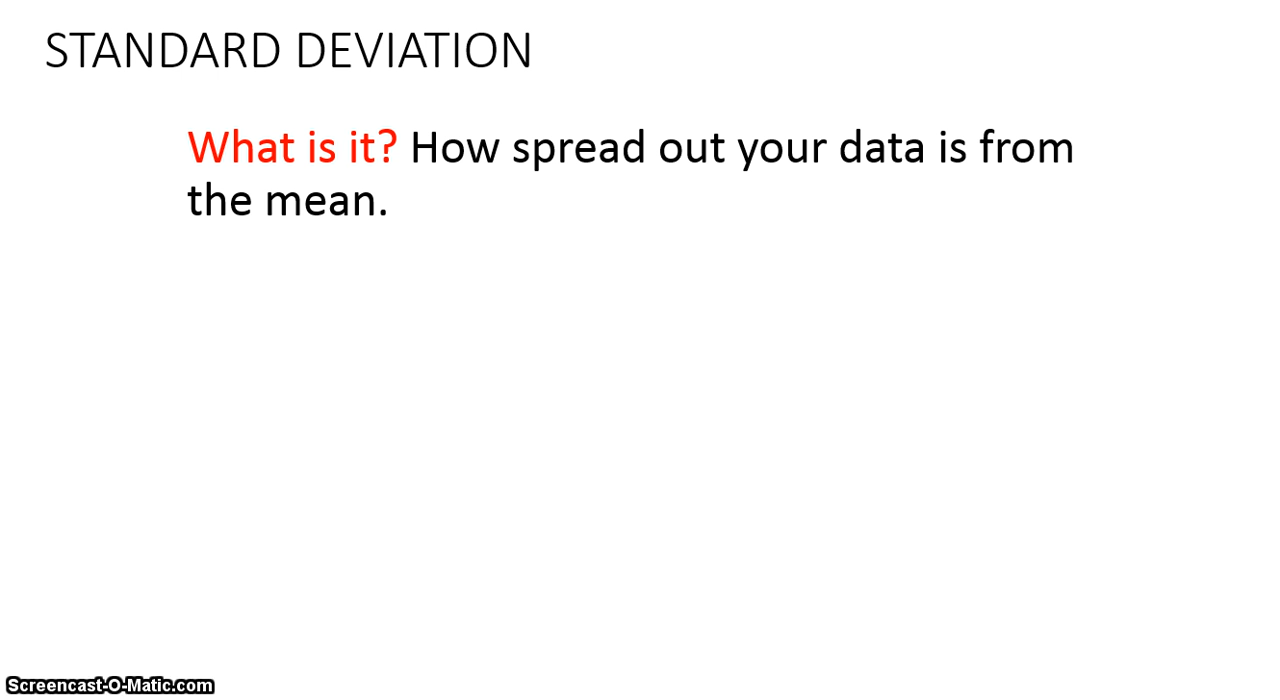 STANDARD DEVIATION
What is it? How spread out your data is from
the mean.
Screencast-O-Matic.com